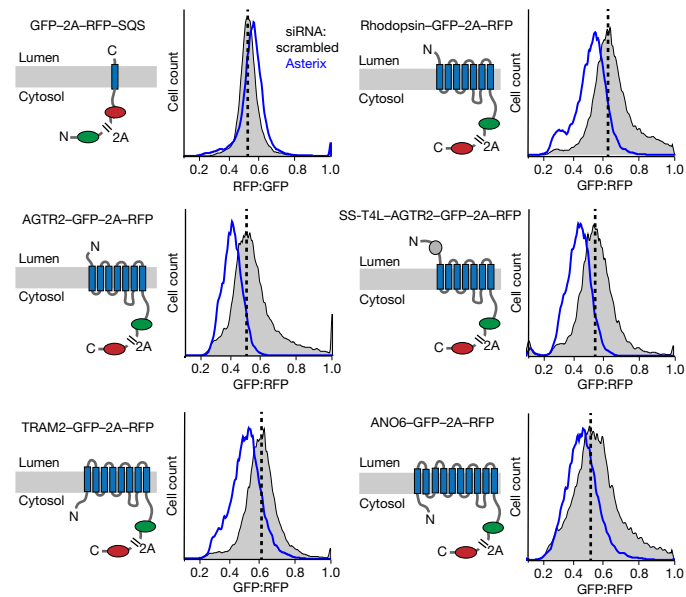 GFP–2A–RFP–SQS
Lumen
Cytosol
C
N
2A
Cell count
siRNA:
scrambled
Asterix
0.2 0.4 0.6 0.8 1.0
RFP:GFP
Rhodopsin–GFP–2A–RFP
Lumen
Cytosol
N
C
2A
Cell count
0.2 0.4 0.6 0.8 1.0
GFP:RFP
AGTR2–GFP–2A–RFP
Lumen
Cytosol
N
C
2A
Cell count
0.2 0.4 0.6 0.8 1.0
GFP:RFP
SS-T4L–AGTR2–GFP–2A–RFP
Lumen
Cytosol
N
C
2A
Cell count
0.2 0.4 0.6 0.8 1.0
GFP:RFP
TRAM2–GFP–2A–RFP
Lumen
Cytosol
N
C
2A
Cell count
0.2 0.4 0.6 0.8 1.0
GFP:RFP
ANO6–GFP–2A–RFP
Lumen
Cytosol
N
C
2A
Cell count
0.2 0.4 0.6 0.8 1.0
GFP:RFP